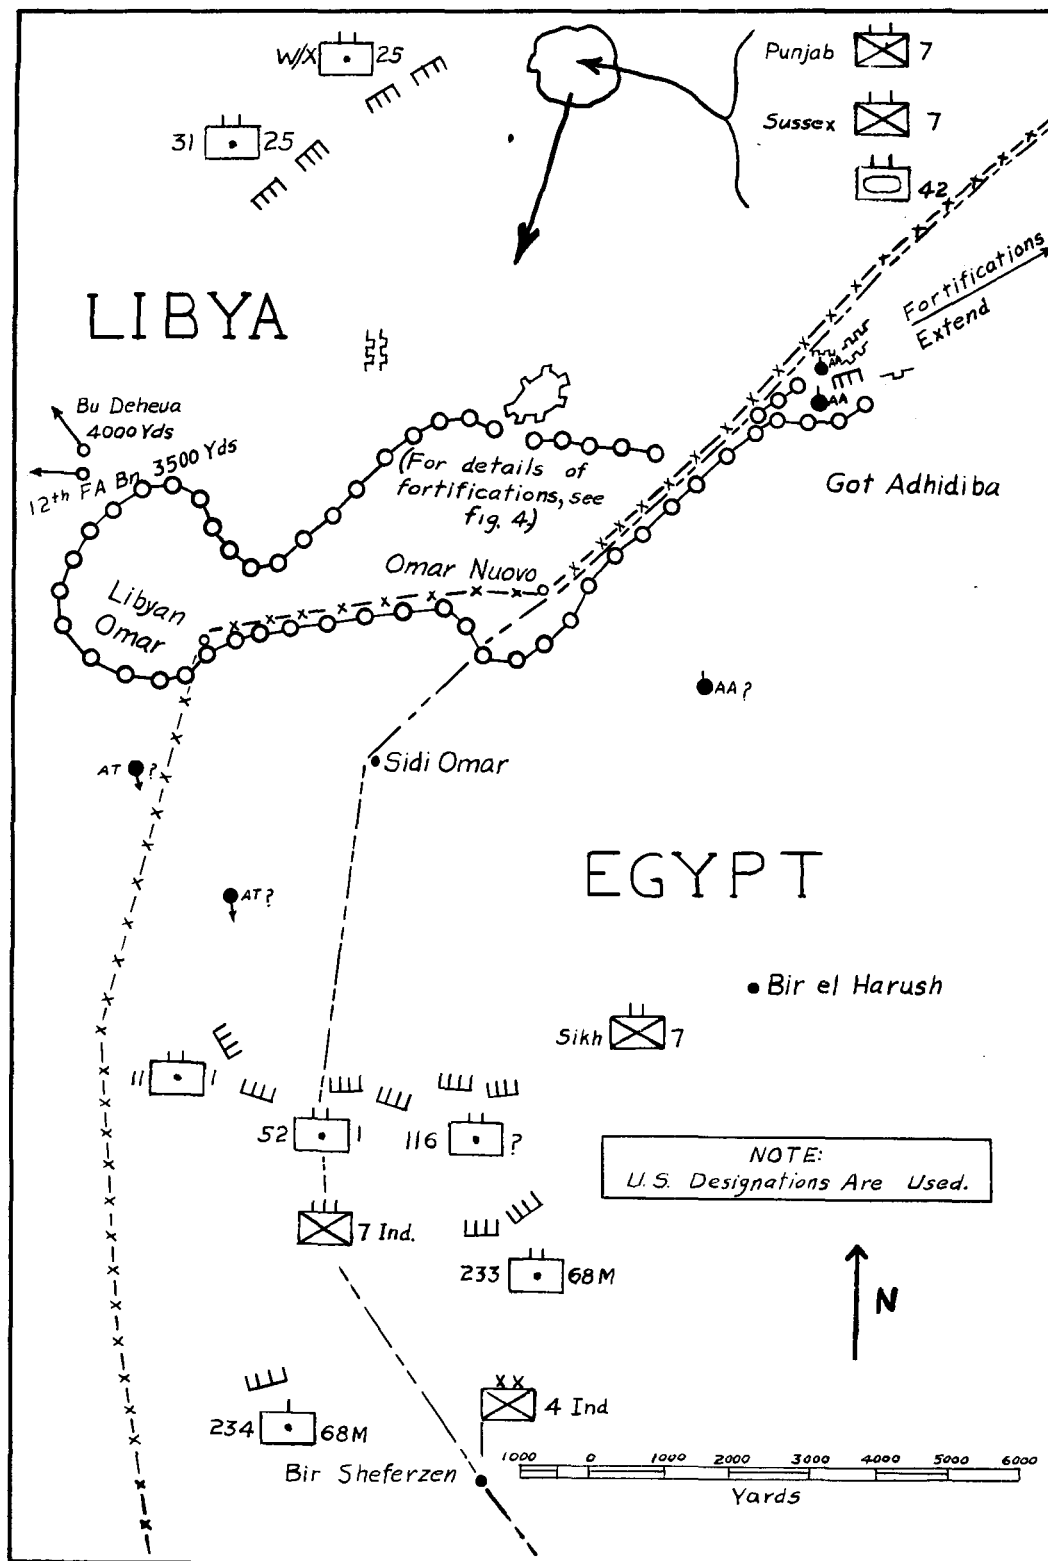 W/X 25
Punjab 7
31 25
Sussex 7
42
Fortifications
Extend
LIBYA
AA
AA
Bu Deheua
4000 Yds
12th FA Bn 3500 Yds
(For details of
fortifications, see
fig. 4)
Got Adhidiba
Omar Nuovo
Libyan
Omar
AA ?
Sidi Omar
AT ?
EGYPT
AT ?
Bir el Harush
Sikh 7
11 1
52 1
116 ?
NOTE:
U.S. Designations Are Used.
7 Ind.
233 68M
N
4 Ind
234 68M
Bir Sheferzen
1000 0 1000 2000 3000 4000 5000 6000
Yards